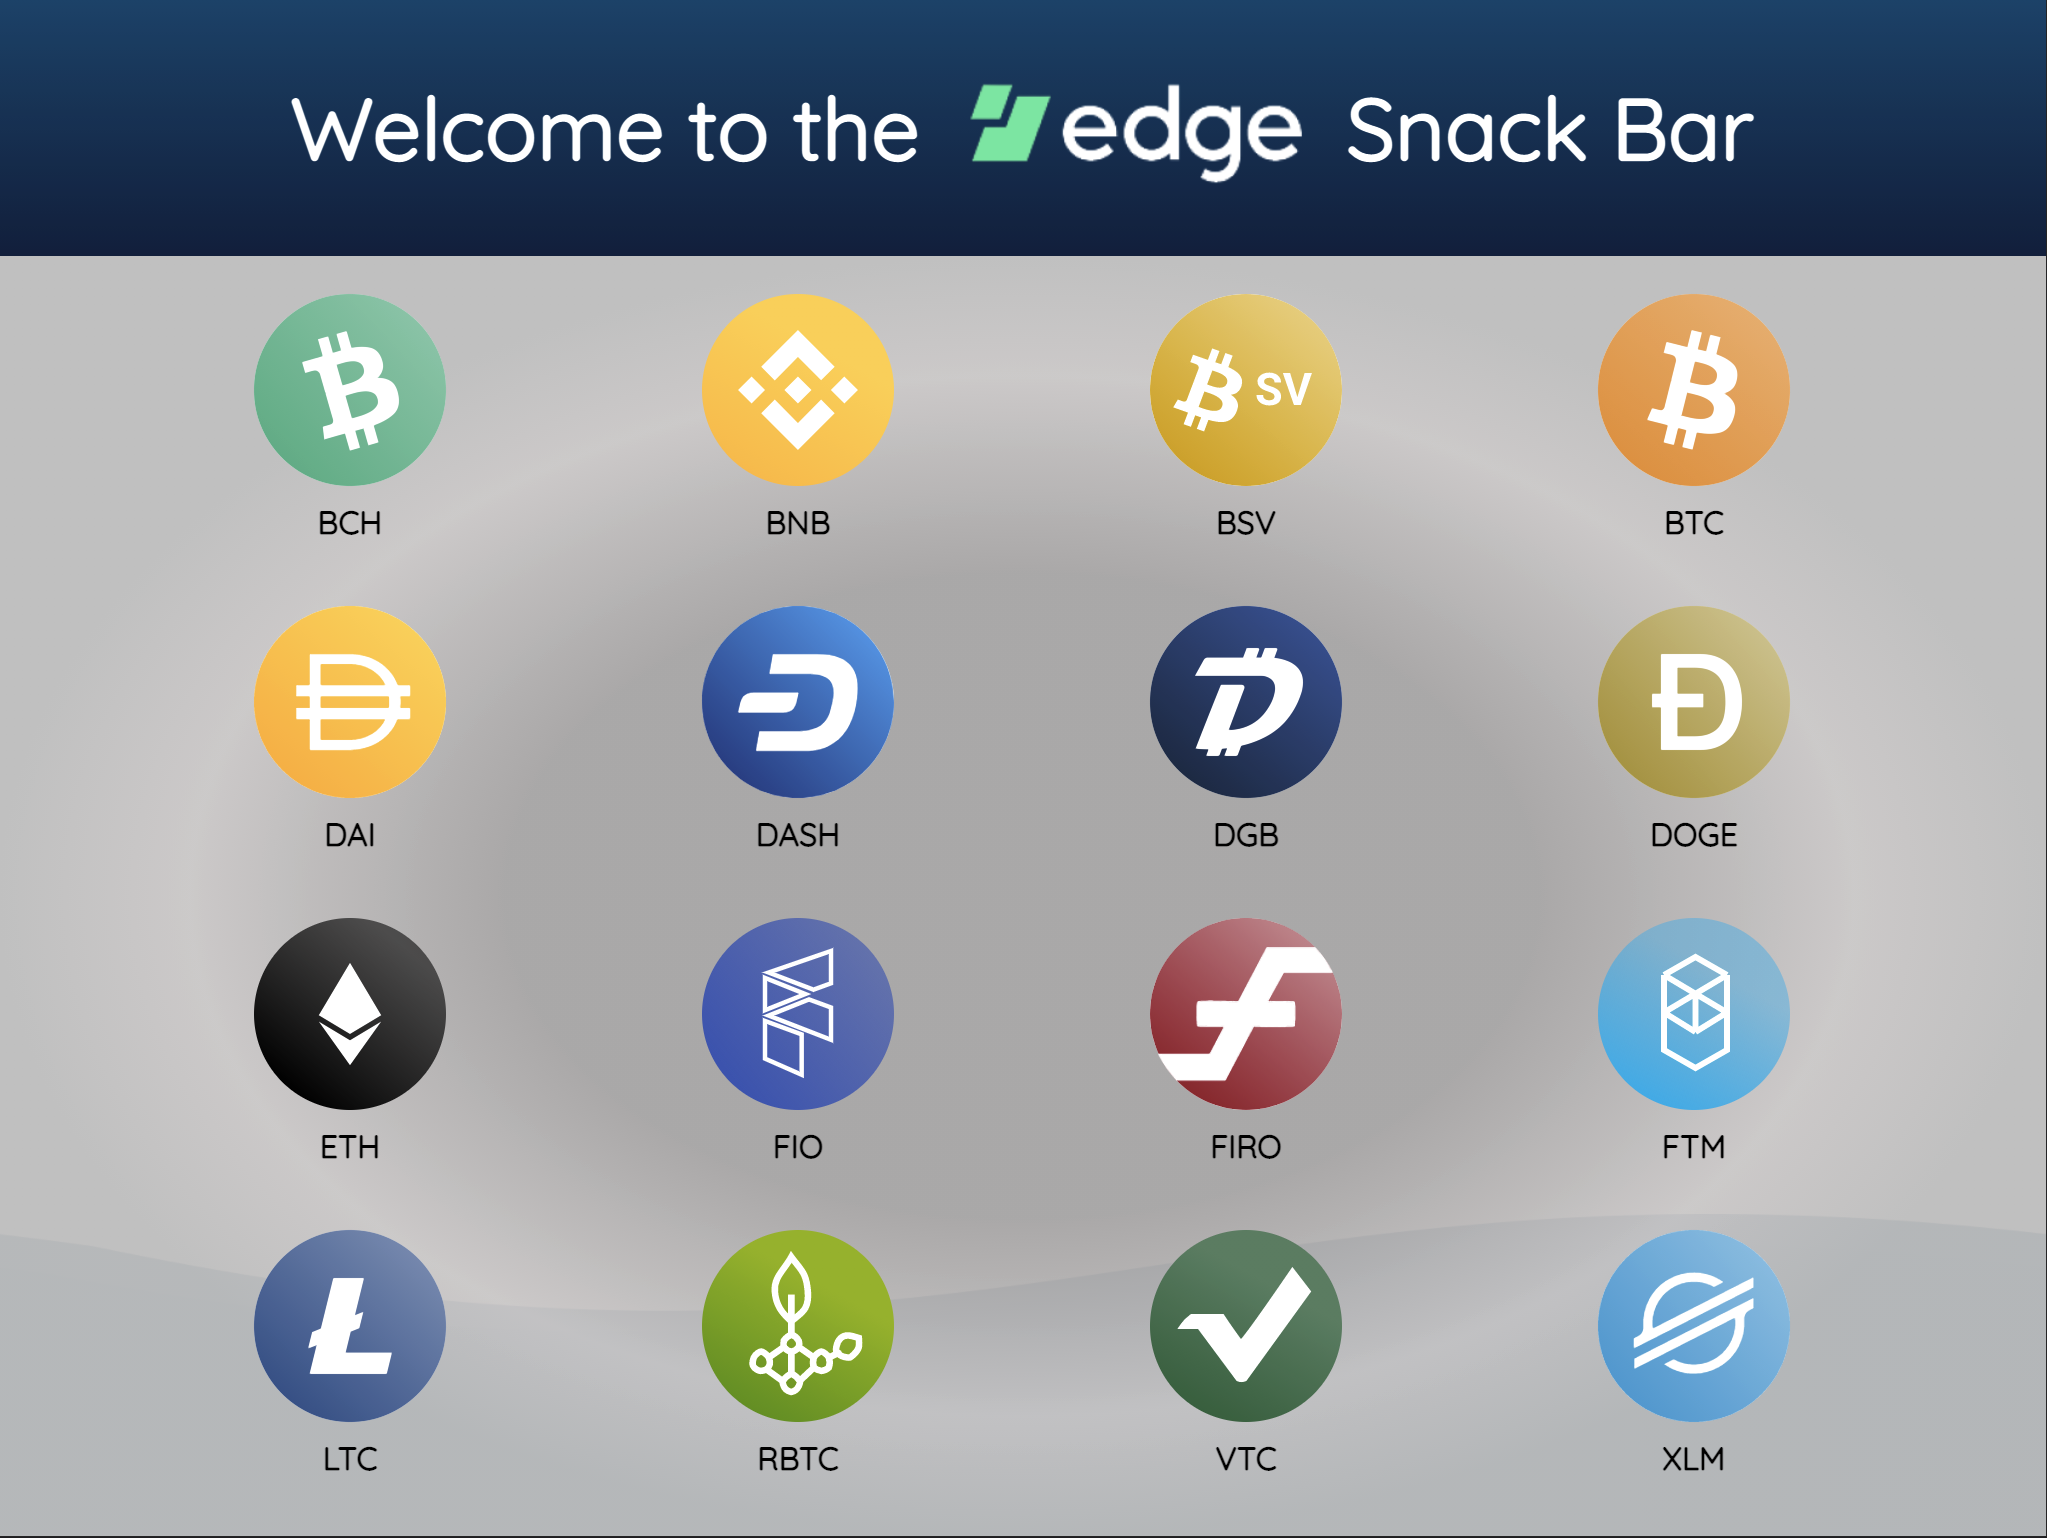 Welcome to the edge Snack Bar
SV
BCH BNB BSV BTC
DAI DASH DGB DOGE
ETH FIO FIRO FTM
LTC RBTC VTC XLM